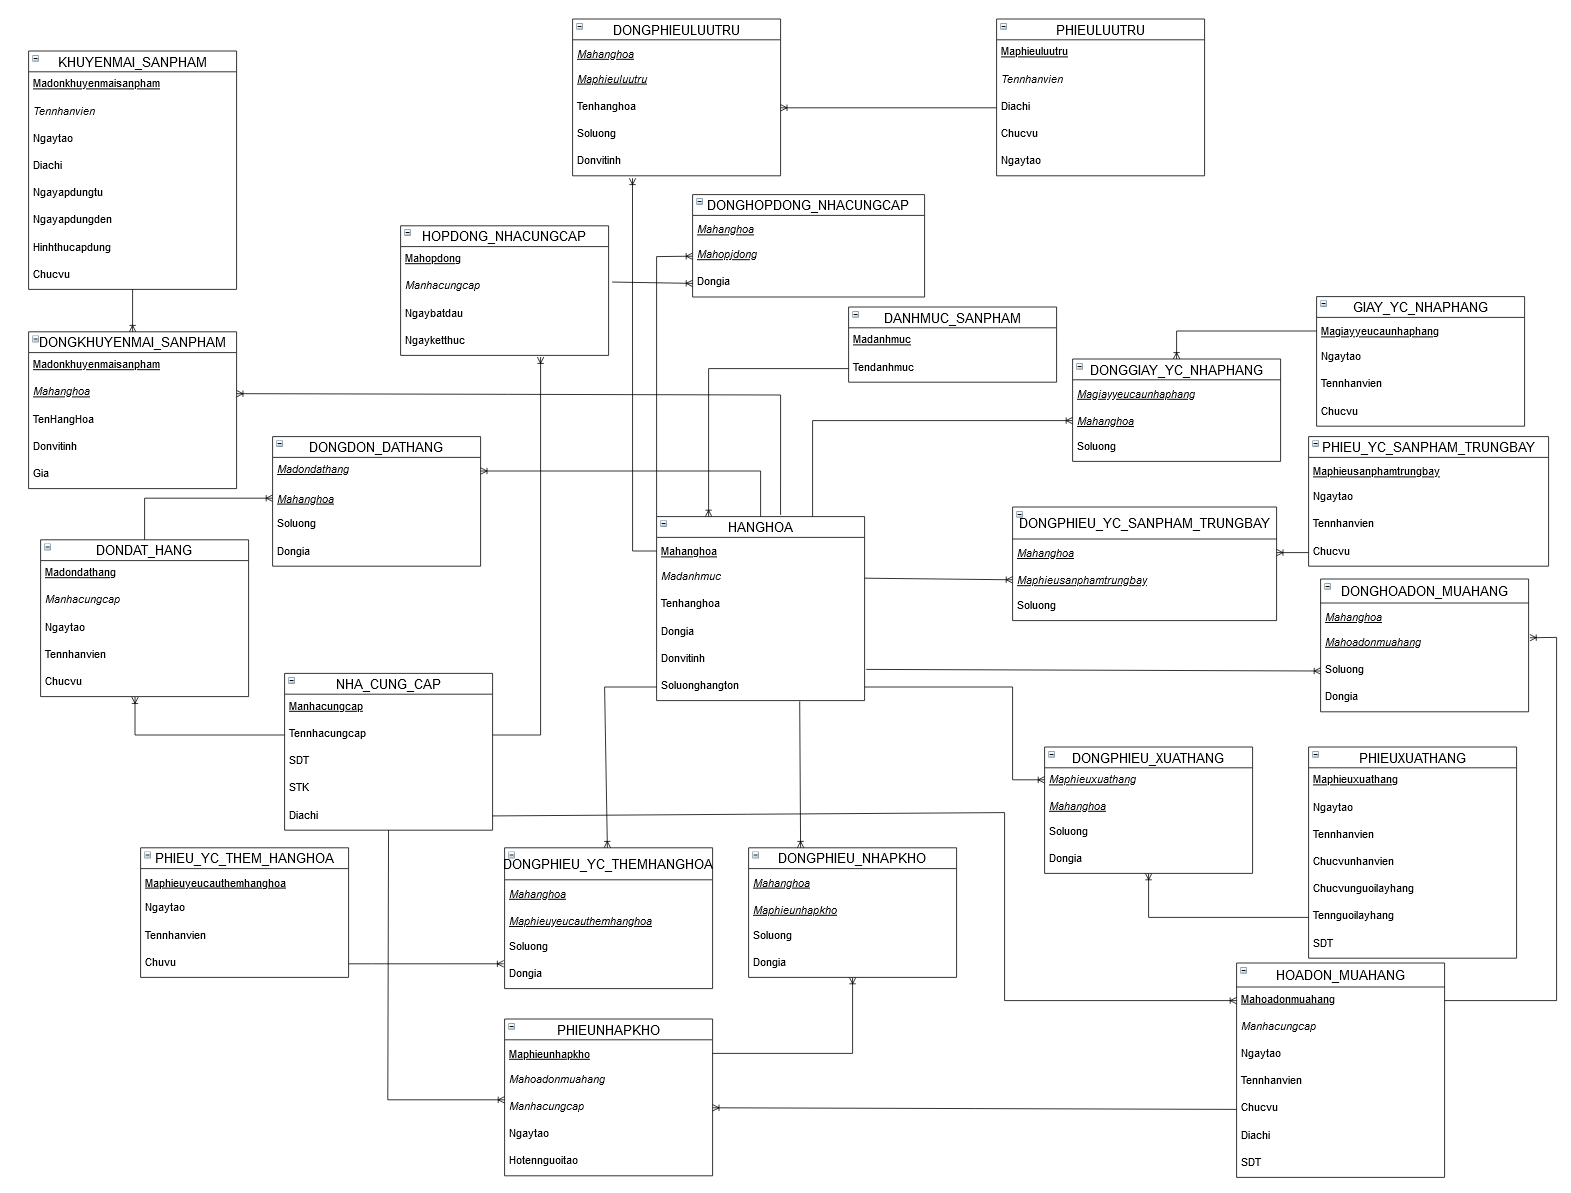 KHUYENMAI_SANPHAM
Madonkhuyenmaisanpham
Tennhanvien
Ngaytao
Diachi
Ngayapdungtu
Ngayapdungden
Hinhthucapdung
Chucvu
DONGPHIEULUUTRU
Mahanghoa
Maphieuluutru
Tenhanghoa
Soluong
Donvitinh
PHIEULUUTRU
Maphieuluutru
Tennhanvien
Diachi
Chucvu
Ngaytao
HOPDONG_NHACUNGCAP
Mahopdong
Manhacungcap
Ngaybatdau
Ngayketthuc
DONGHOPDONG_NHACUNGCAP
Mahanghoa
Mahopjdong
Dongia
DANHMUC_SANPHAM
Madanhmuc
Tendanhmuc
GIAY_YC_NHAPHANG
Magiayyeucaunhaphang
Ngaytao
Tennhanvien
Chucvu
DONGKHUYENMAI_SANPHAM
Madonkhuyenmaisanpham
Mahanghoa
TenHangHoa
Donvitinh
Gia
DONGGIAY_YC_NHAPHANG
Magiayyeucaunhaphang
Mahanghoa
Soluong
DONGDON_DATHANG
Madondathang
Mahanghoa
Soluong
Dongia
PHIEU_YC_SANPHAM_TRUNGBAY
Maphieusanphamtrungbay
Ngaytao
Tennhanvien
Chucvu
DONDAT_HANG
Madondathang
Manhacungcap
Ngaytao
Tennhanvien
Chucvu
HANGHOA
Mahanghoa
Madanhmuc
Tenhanghoa
Dongia
Donvitinh
Soluonghangton
DONGPHIEU_YC_SANPHAM_TRUNGBAY
Mahanghoa
Maphieusanphamtrungbay
Soluong
DONGHOADON_MUAHANG
Mahanghoa
Mahoadonmuahang
Soluong
Dongia
NHA_CUNG_CAP
Manhacungcap
Tennhacungcap
SDT
STK
Diachi
DONGPHIEU_XUATHANG
Maphieuxuathang
Mahanghoa
Soluong
Dongia
PHIEUXUATHANG
Maphieuxuathang
Ngaytao
Tennhanvien
Chucvunhanvien
Chucvunguoilayhang
Tennguoilayhang
SDT
PHIEU_YC_THEM_HANGHOA
Maphieuyeucauthemhanghoa
Ngaytao
Tennhanvien
Chuvu
DONGPHIEU_YC_THEMHANGHOA
Mahanghoa
Maphieuyeucauthemhanghoa
Soluong
Dongia
DONGPHIEU_NHAPKHO
Mahanghoa
Maphieunhapkho
Soluong
Dongia
HOADON_MUAHANG
Mahoadonmuahang
Manhacungcap
Ngaytao
Tennhanvien
Chucvu
Diachi
SDT
PHIEUNHAPKHO
Maphieunhapkho
Mahoadonmuahang
Manhacungcap
Ngaytao
Hotennguoitao